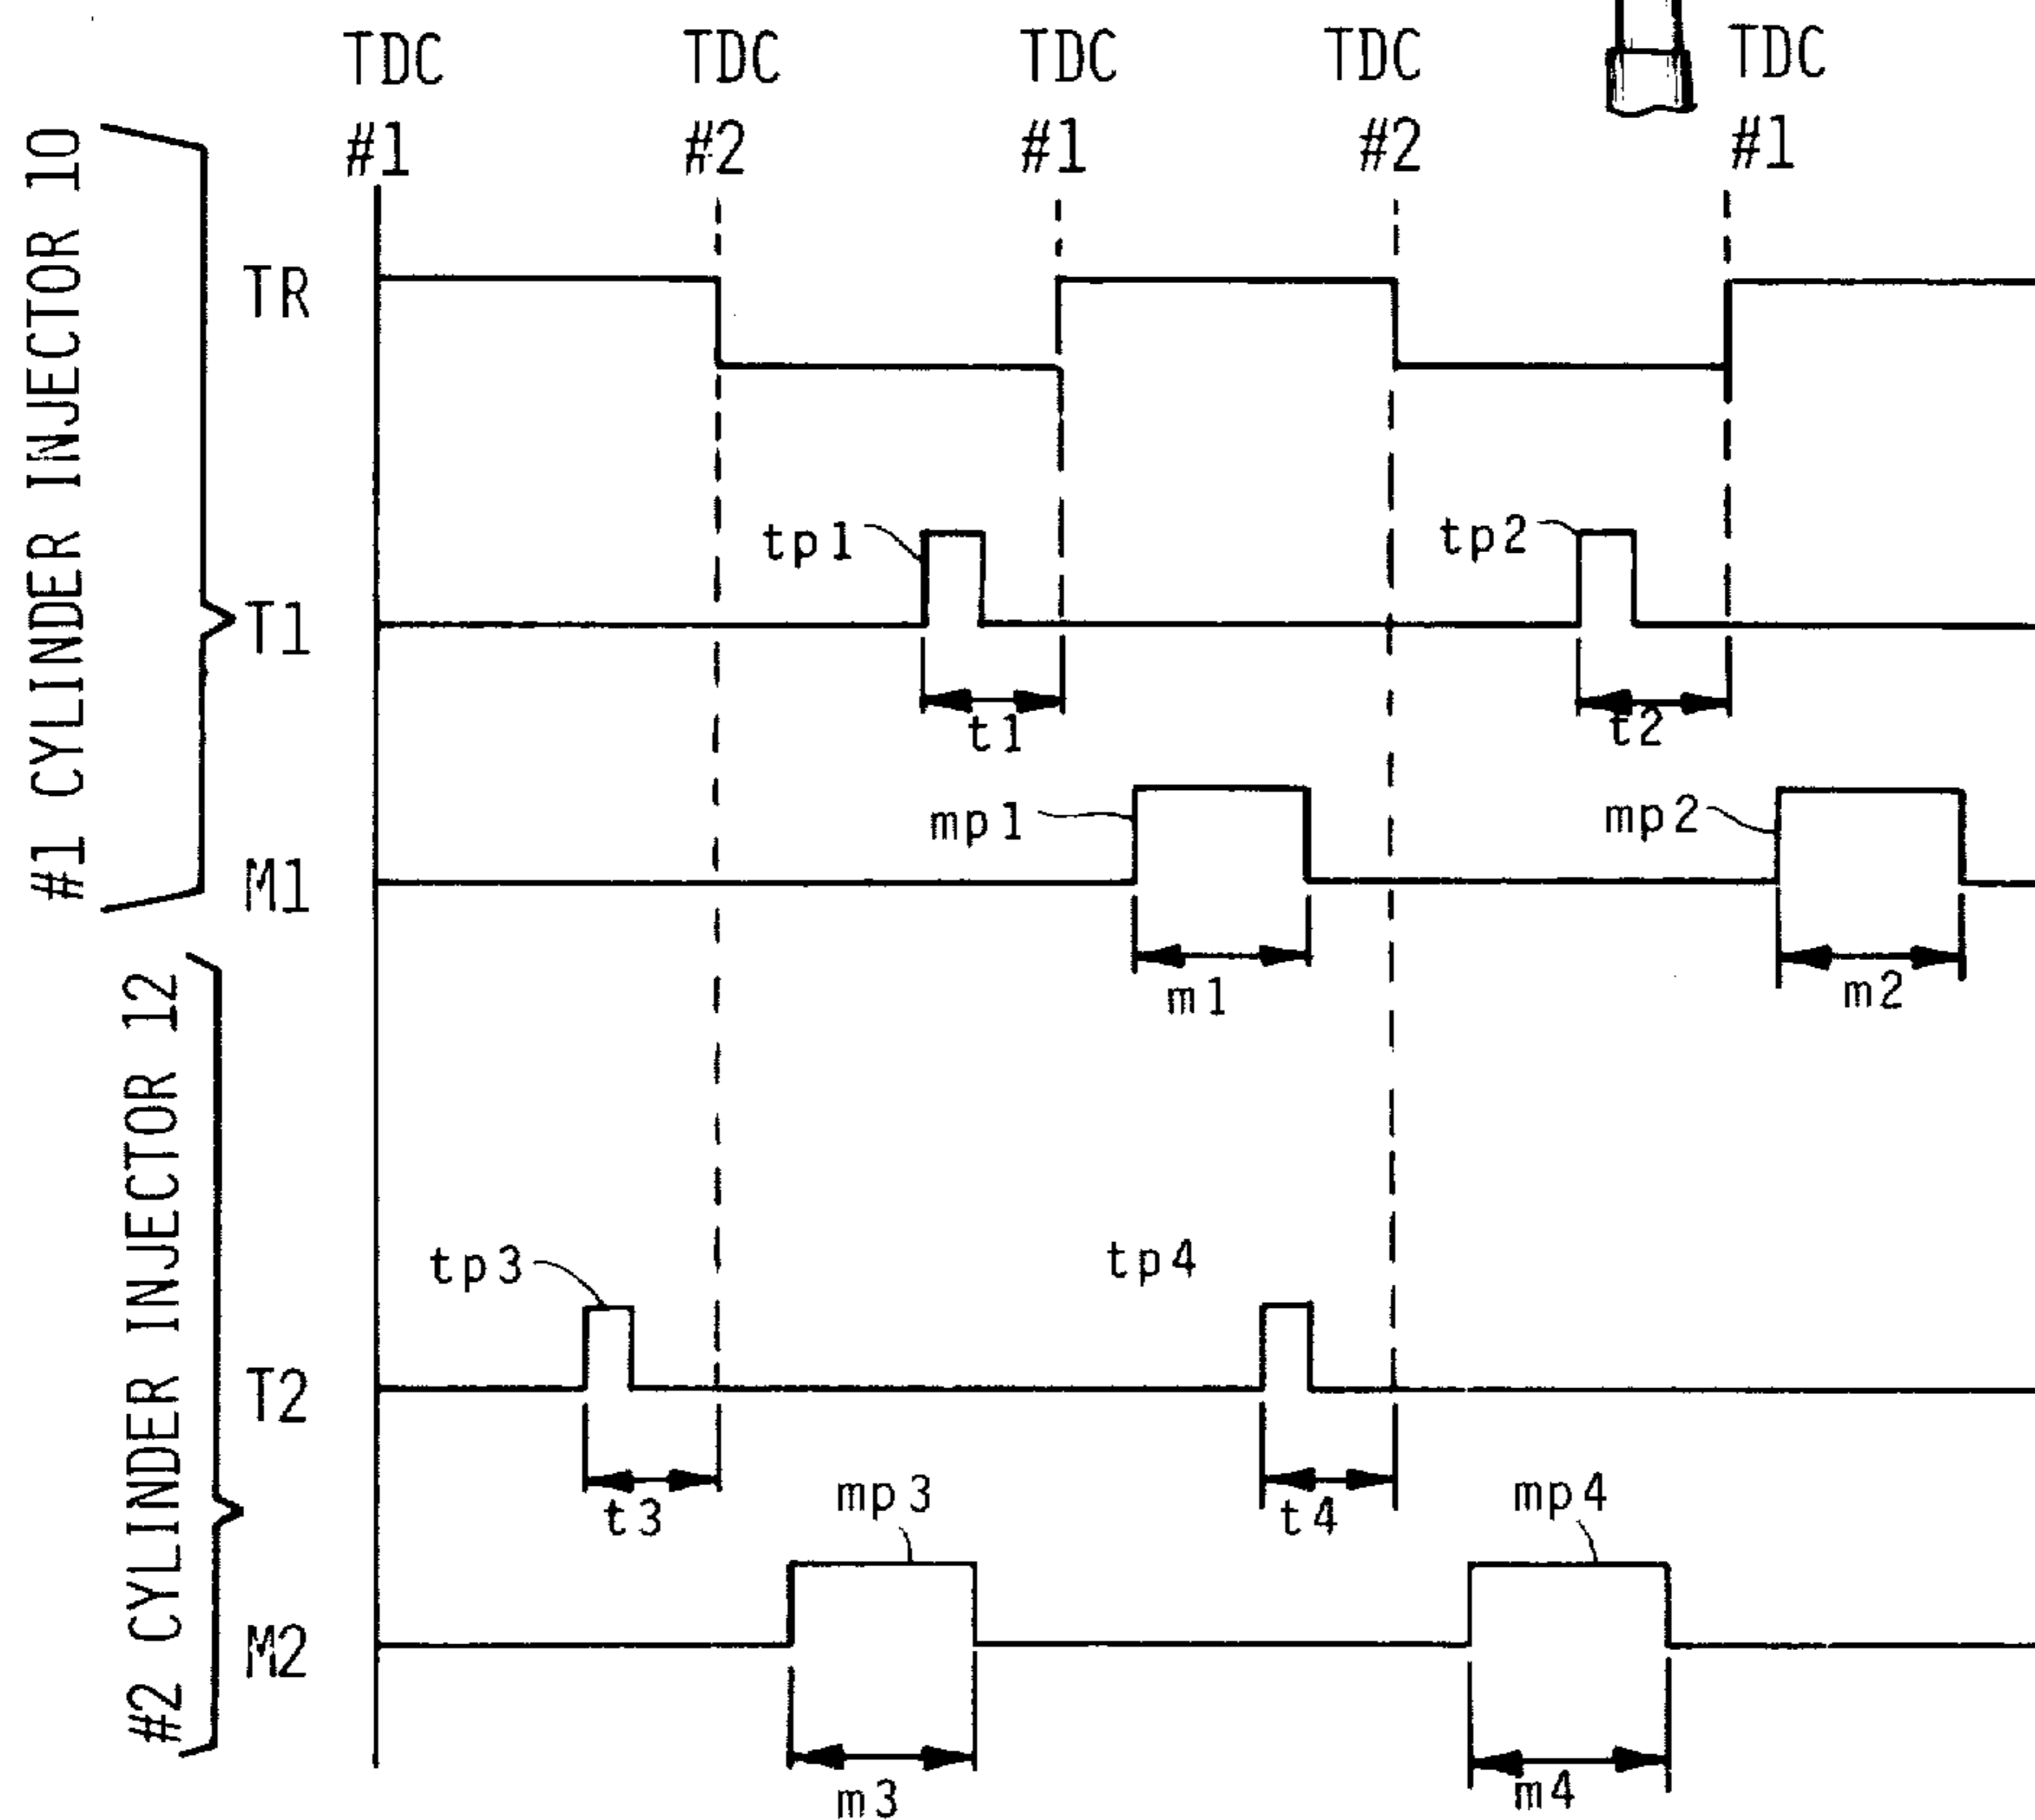 TDC TDC TDC TDC TDC
#1 #2 #1 #2 #1
#1 CYLINDER INJECTOR 10
TR
tp1 tp2
T1
t1 t2
mp1 mp2
M1
m1 m2
#2 CYLINDER INJECTOR 12
tp3 tp4
T2
t3 mp3 t4 mp4
M2
m3 m4